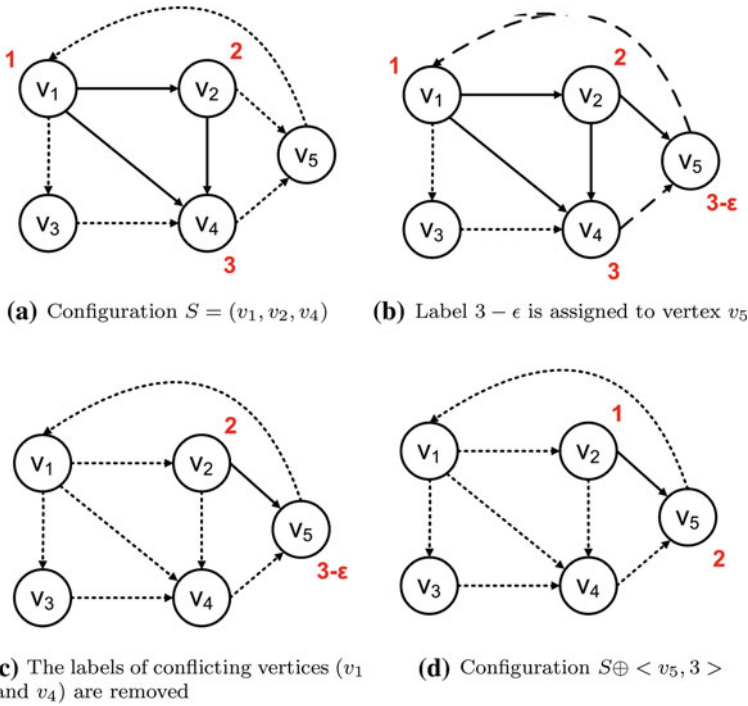 1
2
v1
v2
v5
v3
v4
3
(a) Configuration S = (v1, v2, v4)
1
2
v1
v2
v5
3-ε
v3
v4
3
(b) Label 3 − ϵ is assigned to vertex v5
2
v1
v2
v5
3-ε
v3
v4
c) The labels of conflicting vertices (v1
and v4) are removed
1
v1
v2
v5
2
v3
v4
(d) Configuration S⊕ < v5, 3 >